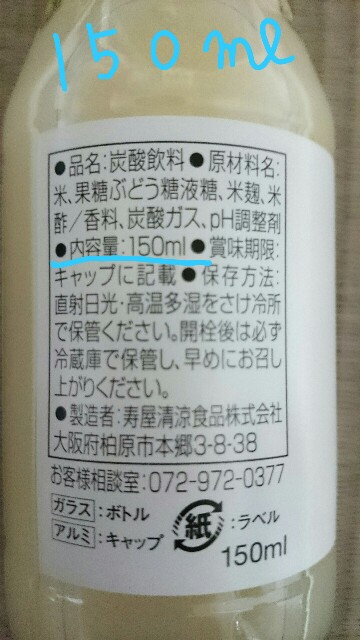 150ml
●品名:炭酸飲料●原材料名:
米、果糖ぶどう糖液糖、米麹、米
酢/香料、炭酸ガス、pH調整剤
●内容量:150ml●賞味期限:
キャップに記載●保存方法:
直射日光・高温多湿をさけ冷所
で保管ください。開栓後は必ず
冷蔵庫で保管し、早めにお召し
上がりください。
●製造者:寿屋清涼食品株式会社
大阪府柏原市本郷3-8-38
お客様相談室:072-972-0377
ガラス:ボトル
アルミ:キャップ
紙:ラベル
150ml